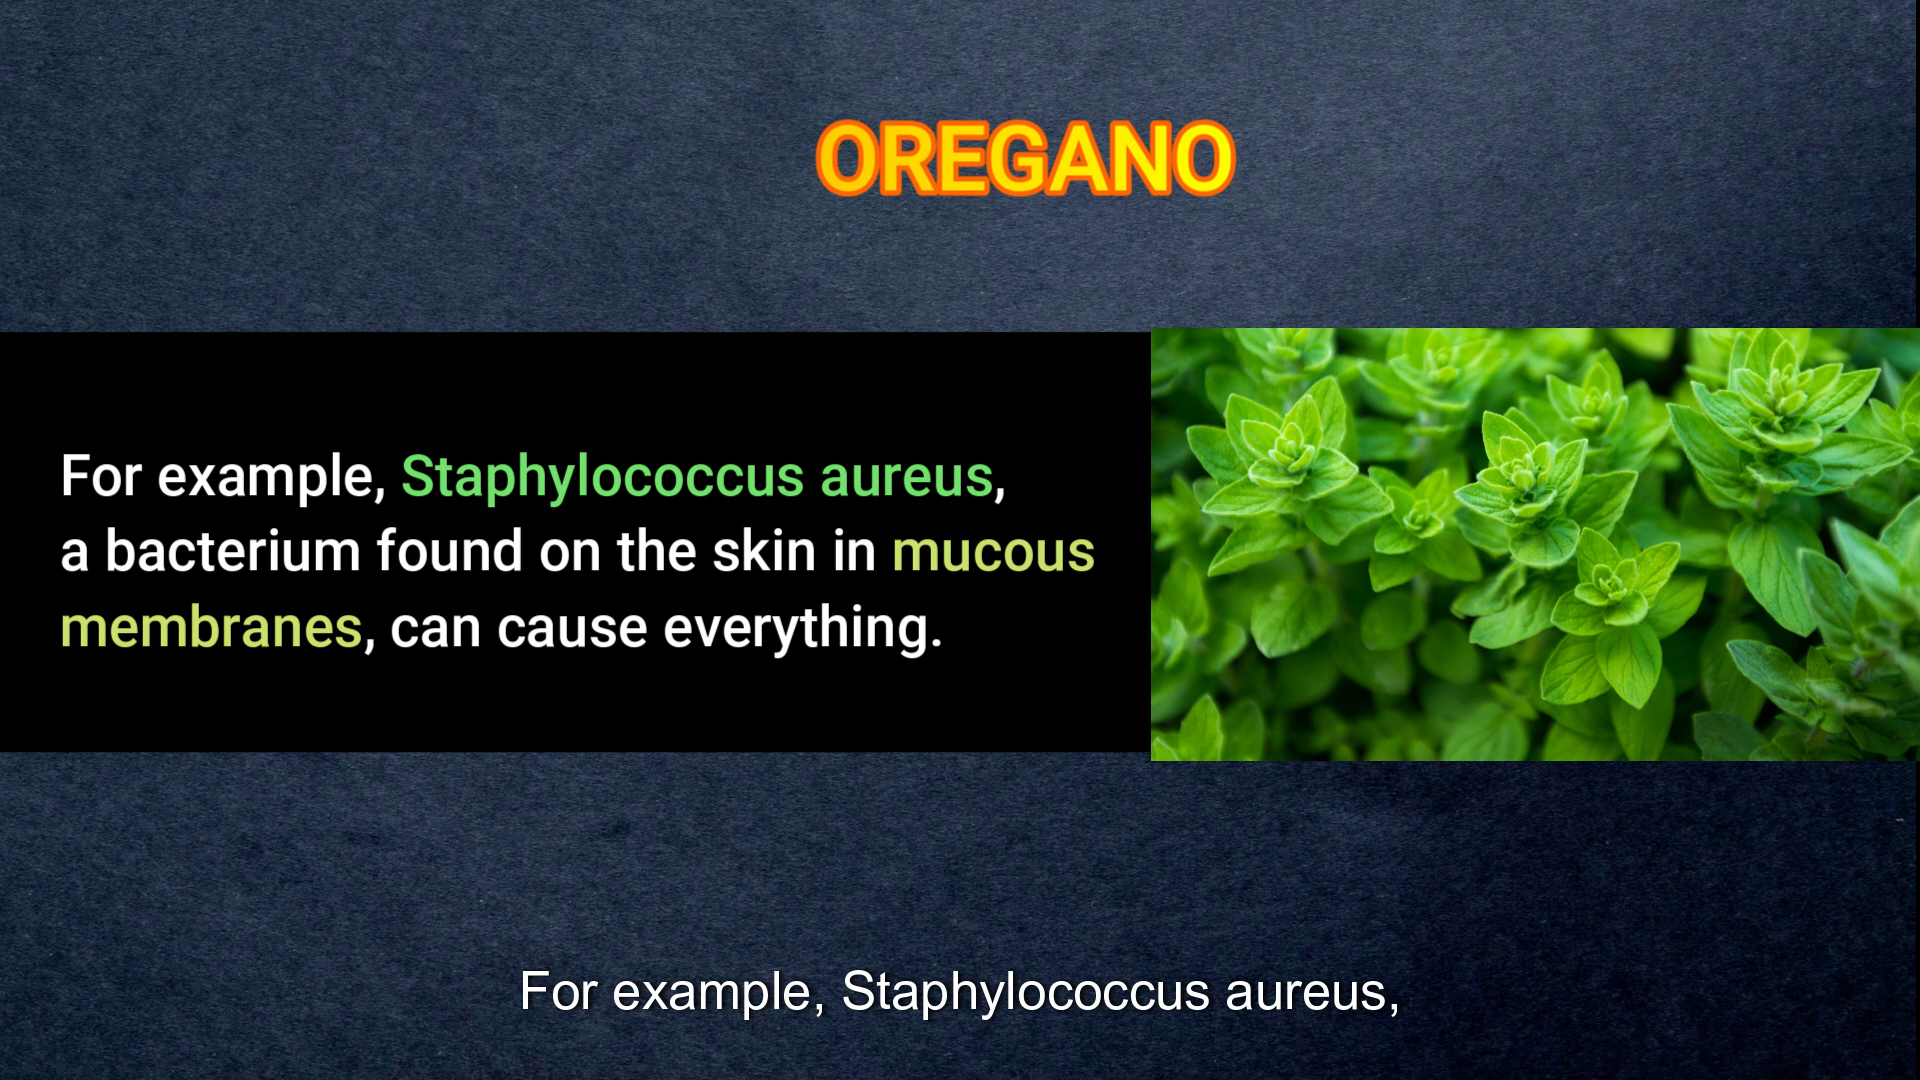 OREGANO
For example, Staphylococcus aureus,
a bacterium found on the skin in mucous
membranes, can cause everything.
For example, Staphylococcus aureus,